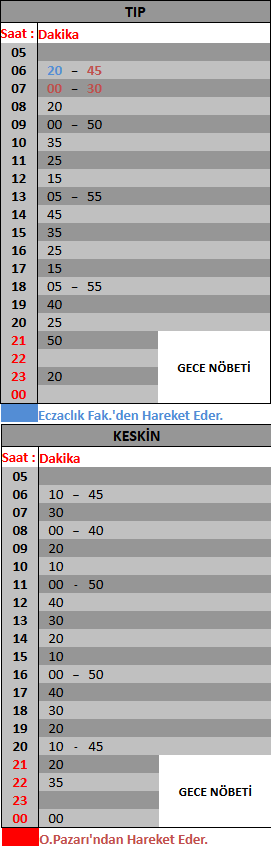 TIP
Saat : Dakika
05
06 20 – 45
07 00 – 30
08 20
09 00 – 50
10 35
11 25
12 15
13 05 – 55
14 45
15 35
16 25
17 15
18 05 – 55
19 40
20 25
21 50
22
GECE NÖBETİ
23 20
00
Eczaclık Fak.'den Hareket Eder.
KESKİN
Saat : Dakika
05
06 10 – 45
07 30
08 00 – 40
09 20
10 10
11 00 - 50
12 40
13 30
14 20
15 10
16 00 – 50
17 40
18 30
19 20
20 10 - 45
21 20
22 35
GECE NÖBETİ
23
00 00
O.Pazarı'ndan Hareket Eder.